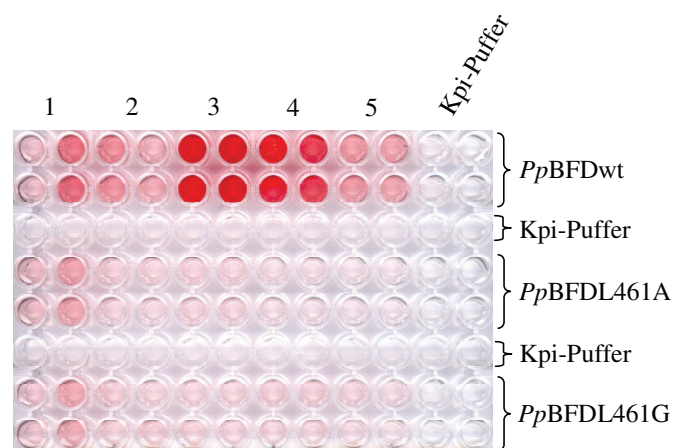 Kpi-Puffer
1 2 3 4 5
PpBFDwt
Kpi-Puffer
PpBFDL461A
Kpi-Puffer
PpBFDL461G